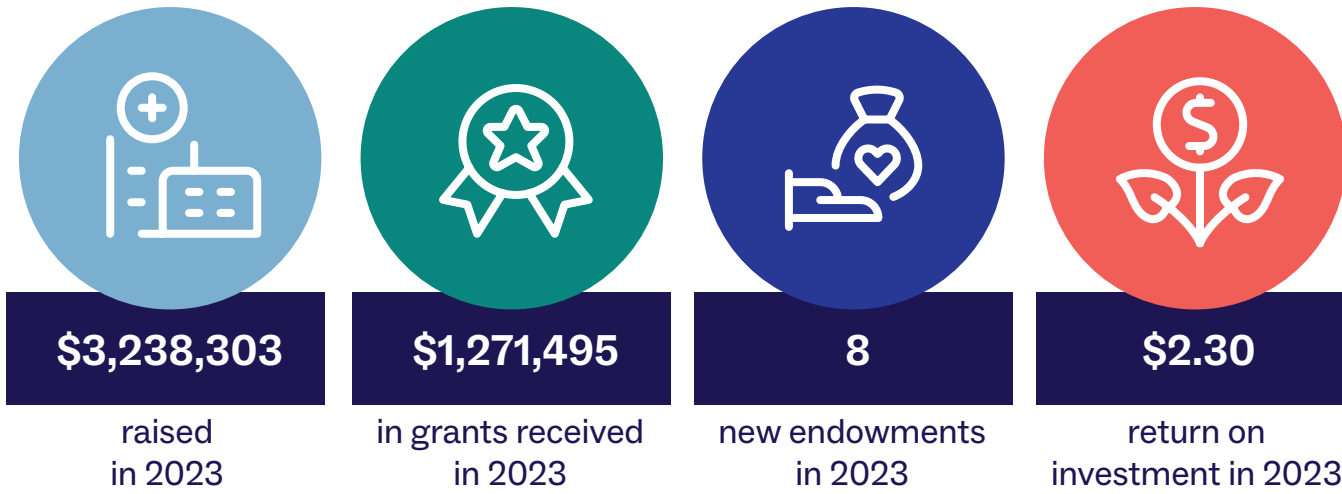 $3,238,303
raised
in 2023
$1,271,495
in grants received
in 2023
8
new endowments
in 2023
$2.30
return on
investment in 2023